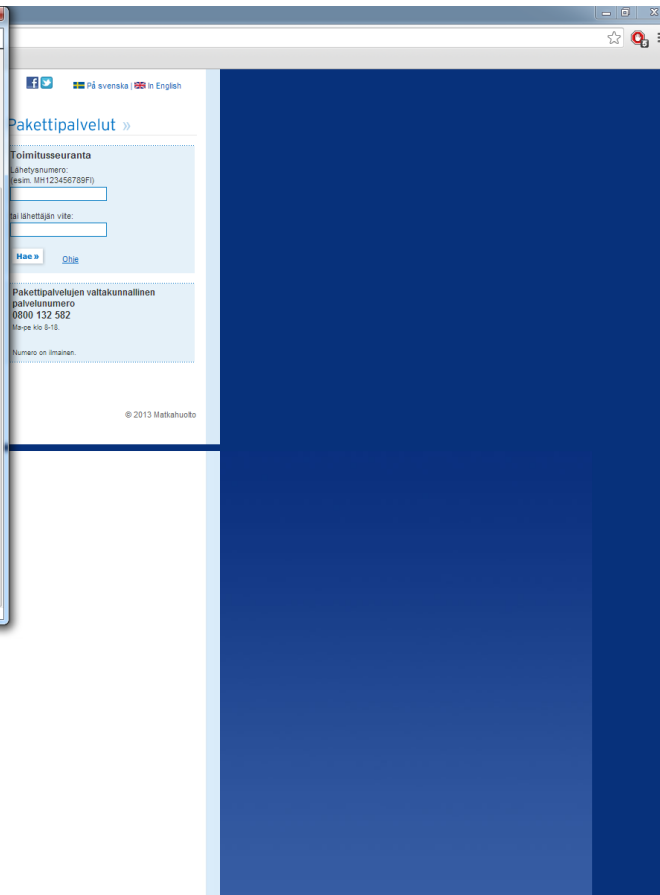 På svenska | In English
Pakettipalvelut »
Toimitusseuranta
Lähetysnumero:
(esim. MH123456789FI)
tai lähettäjän viite:
Hae »
Ohje
Pakettipalvelujen valtakunnallinen
palvelunumero
0800 132 582
Ma-pe klo 8-18.
Numero on ilmainen.
© 2013 Matkahuolto